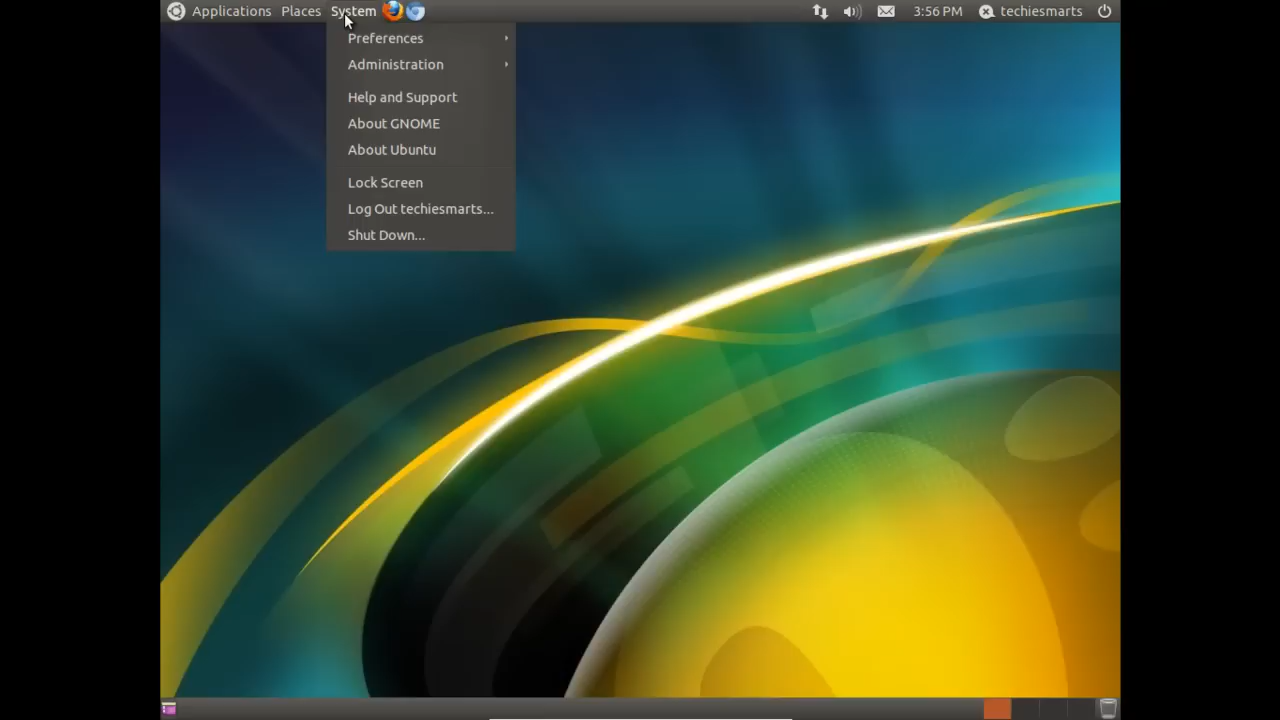 Applications Places System 3:56 PM techiesmarts
Preferences
Administration
Help and Support
About GNOME
About Ubuntu
Lock Screen
Log Out techiesmarts...
Shut Down...